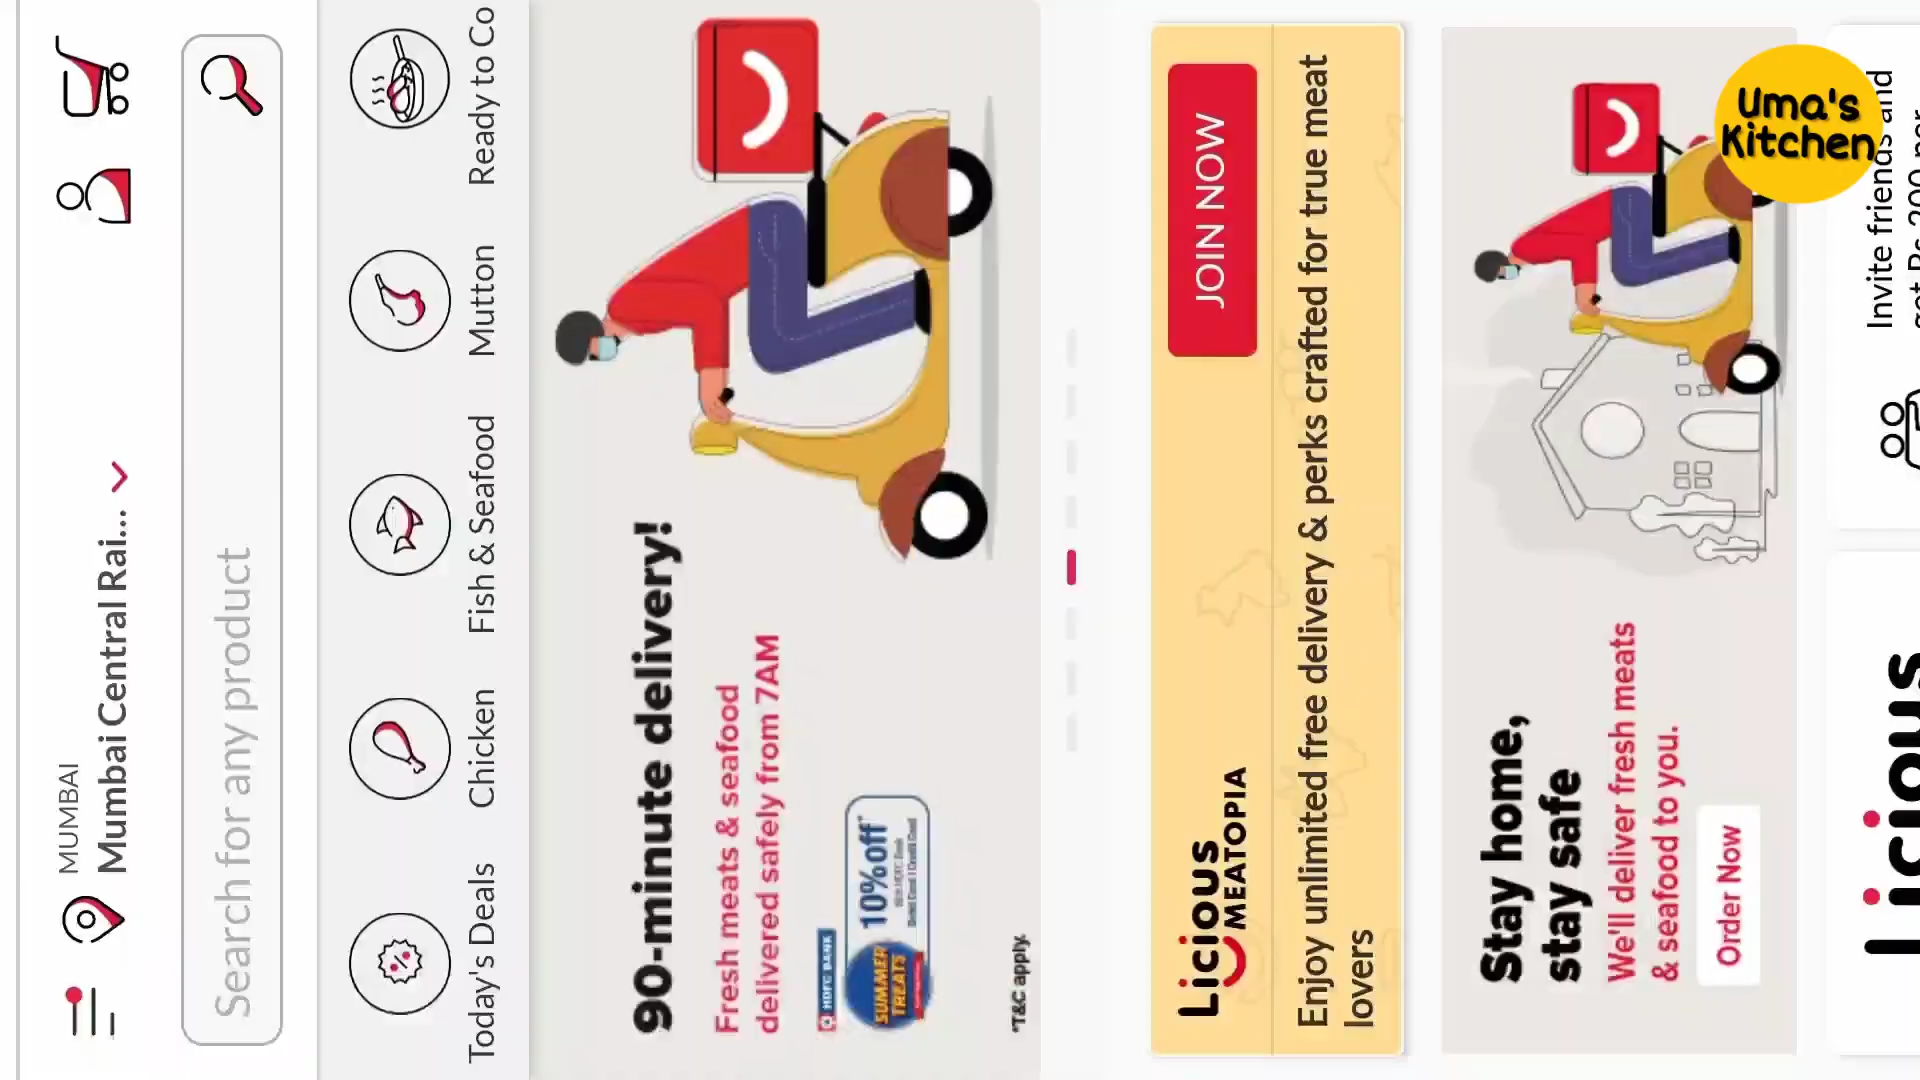 MUMBAI
Mumbai Central Rai...
Search for any product
Today's Deals
Chicken
Fish & Seafood
Mutton
Ready to Co
90-minute delivery!
Fresh meats & seafood
delivered safely from 7AM
HDFC BANK
SUMMER
TREATS
10%off*
*T&C apply.
Licious
MEATOPIA
JOIN NOW
Enjoy unlimited free delivery & perks crafted for true meat
lovers
Stay home,
stay safe
We'll deliver fresh meats
& seafood to you.
Order Now
Licious
Invite friends and
Uma's
Kitchen